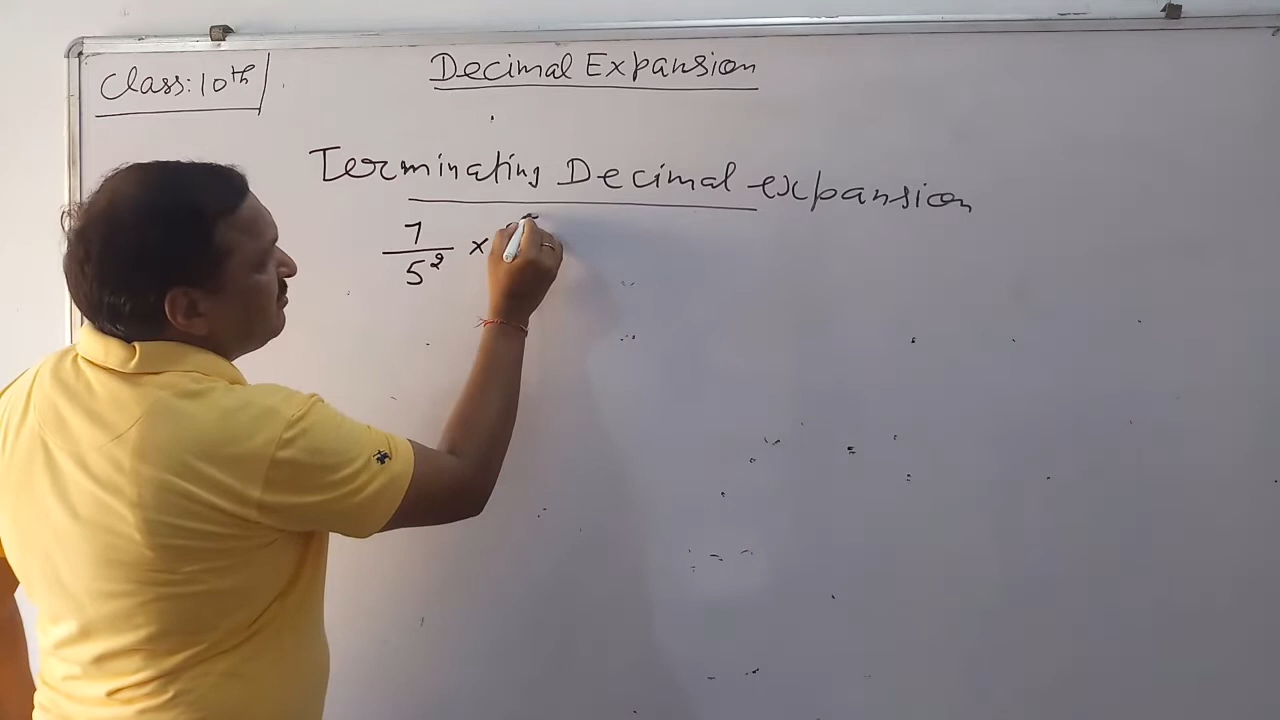 Class: 10th
Decimal Expansion
Terminating Decimal expansion
7/5² ×